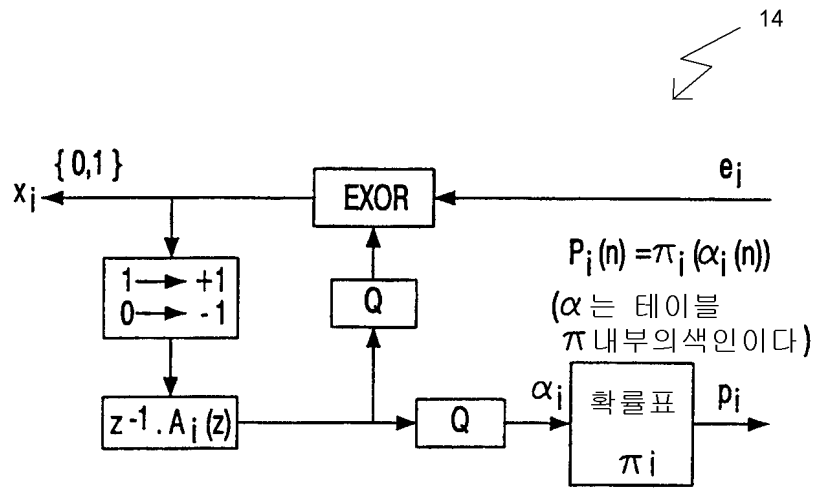 14
{0,1}
x_i
EXOR
e_i
1 → +1
0 → -1
Q
P_i(n)=π_i(α_i(n))
(α는 테이블
π내부의색인이다)
z⁻¹.A_i(z)
Q
α_i
확률표
π i
p_i